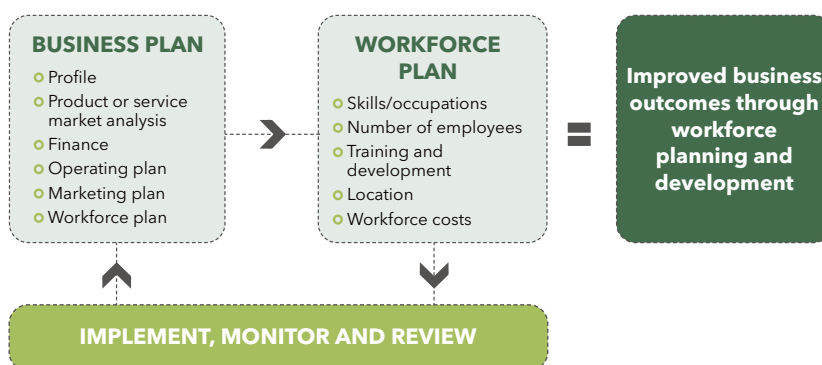 BUSINESS PLAN
Profile
Product or service
market analysis
Finance
Operating plan
Marketing plan
Workforce plan
WORKFORCE
PLAN
Skills/occupations
Number of employees
Training and
development
Location
Workforce costs
=
Improved business
outcomes through
workforce
planning and
development
IMPLEMENT, MONITOR AND REVIEW